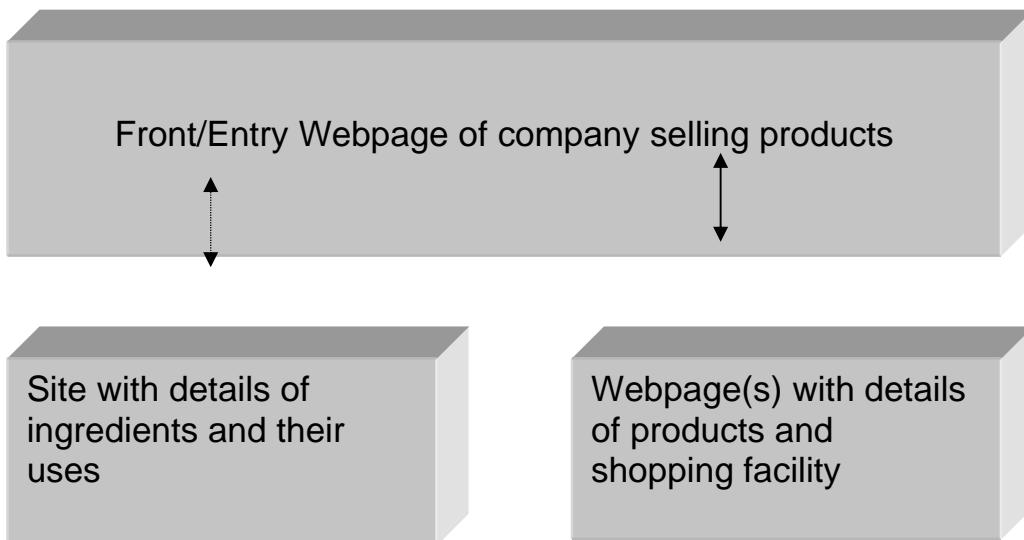 Front/Entry Webpage of company selling products
Site with details of
ingredients and their
uses
Webpage(s) with details
of products and
shopping facility